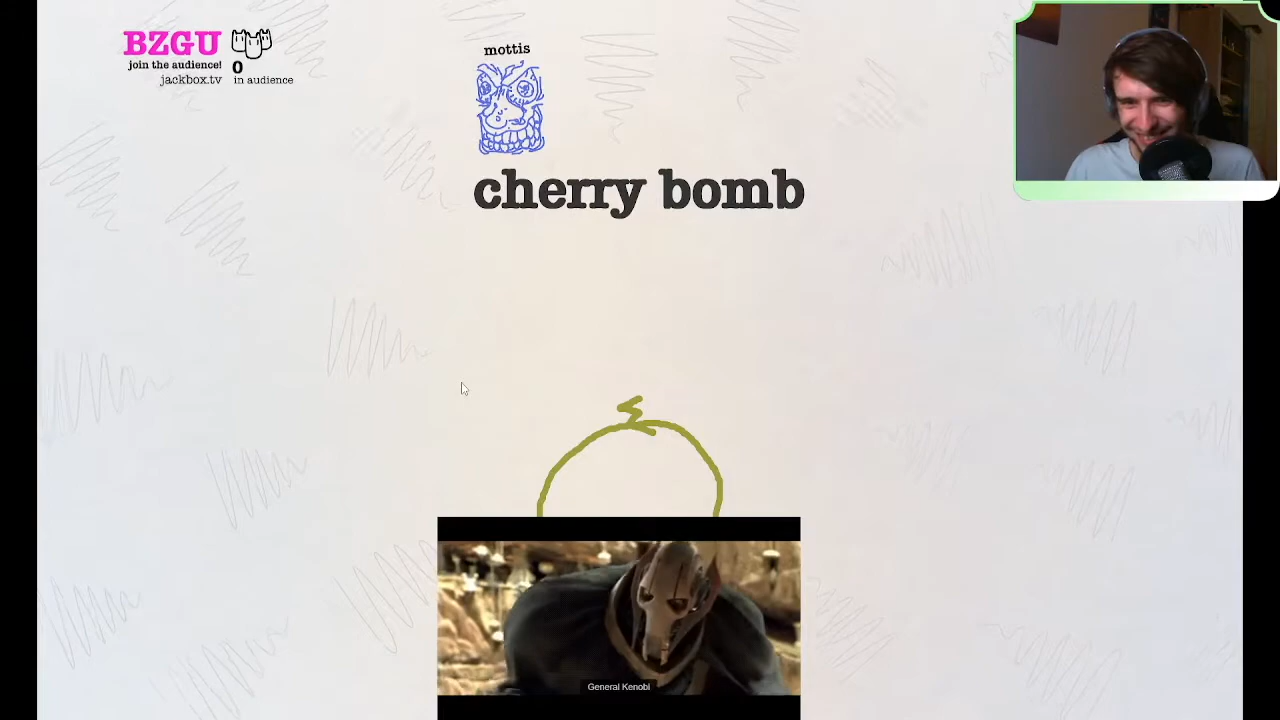 BZGU
join the audience!
jackbox.tv
0
in audience
mottis
cherry bomb
General Kenobi